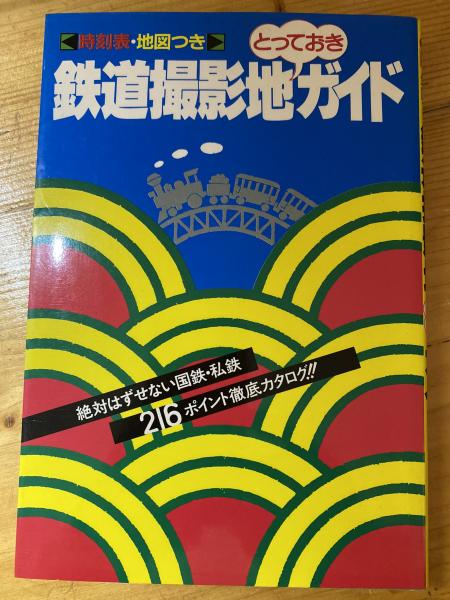 時刻表・地図つき
とっておき
鉄道撮影地ガイド
絶対はずせない国鉄・私鉄
216ポイント徹底カタログ!!